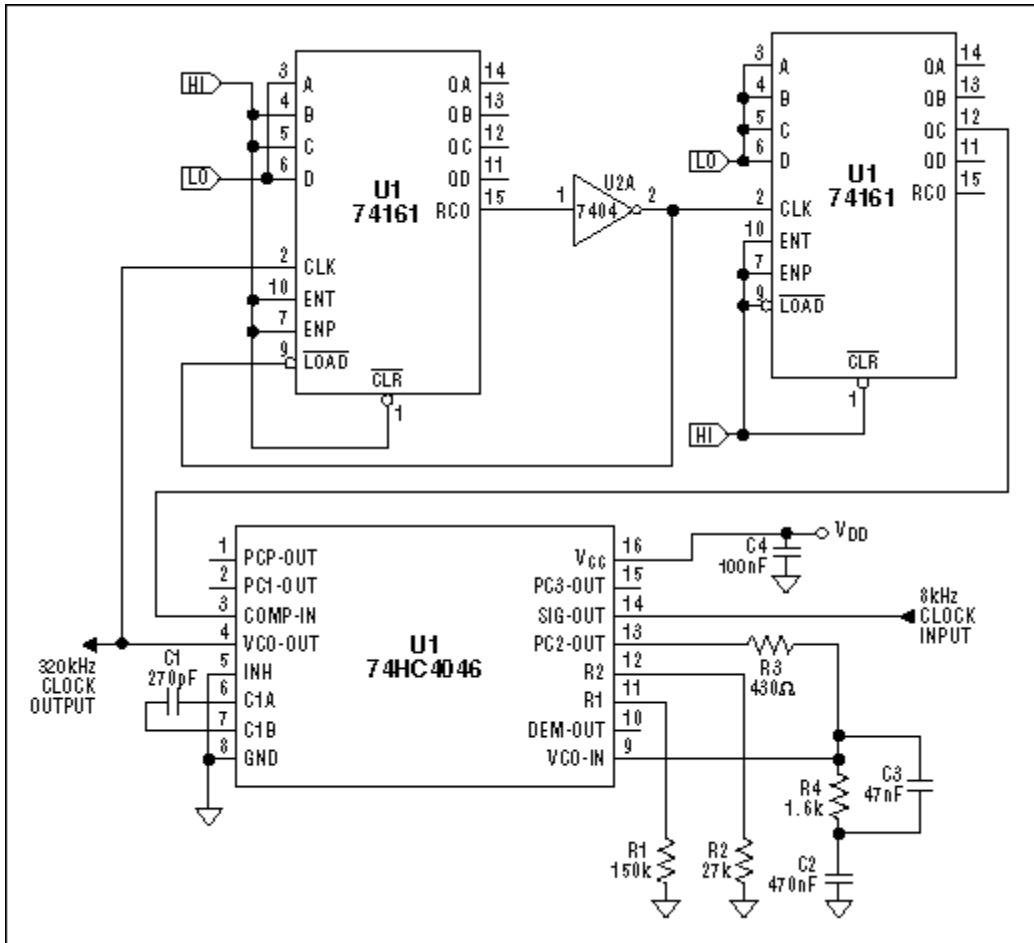 HI
LO
3 A
4 B
5 C
6 D
2 CLK
10 ENT
7 ENP
9 LOAD
CLR
1
U1
74161
QA 14
QB 13
QC 12
QD 11
RCO 15
1
U2A
7404
2
LO
3 A
4 B
5 C
6 D
2 CLK
10 ENT
7 ENP
9 LOAD
CLR
1
HI
U1
74161
QA 14
QB 13
QC 12
QD 11
RCO 15
1 PCP-OUT
2 PC1-OUT
3 COMP-IN
4 VCO-OUT
5 INH
6 C1A
7 C1B
8 GND
U1
74HC4046
VCC 16
PC3-OUT 15
SIG-OUT 14
PC2-OUT 13
R2 12
R1 11
DEM-OUT 10
VCO-IN 9
320kHz
CLOCK
OUTPUT
C1
270pF
C4
100nF
VDD
8kHz
CLOCK
INPUT
R3
430Ω
R4
1.6k
C3
47nF
R1
150k
R2
27k
C2
470nF